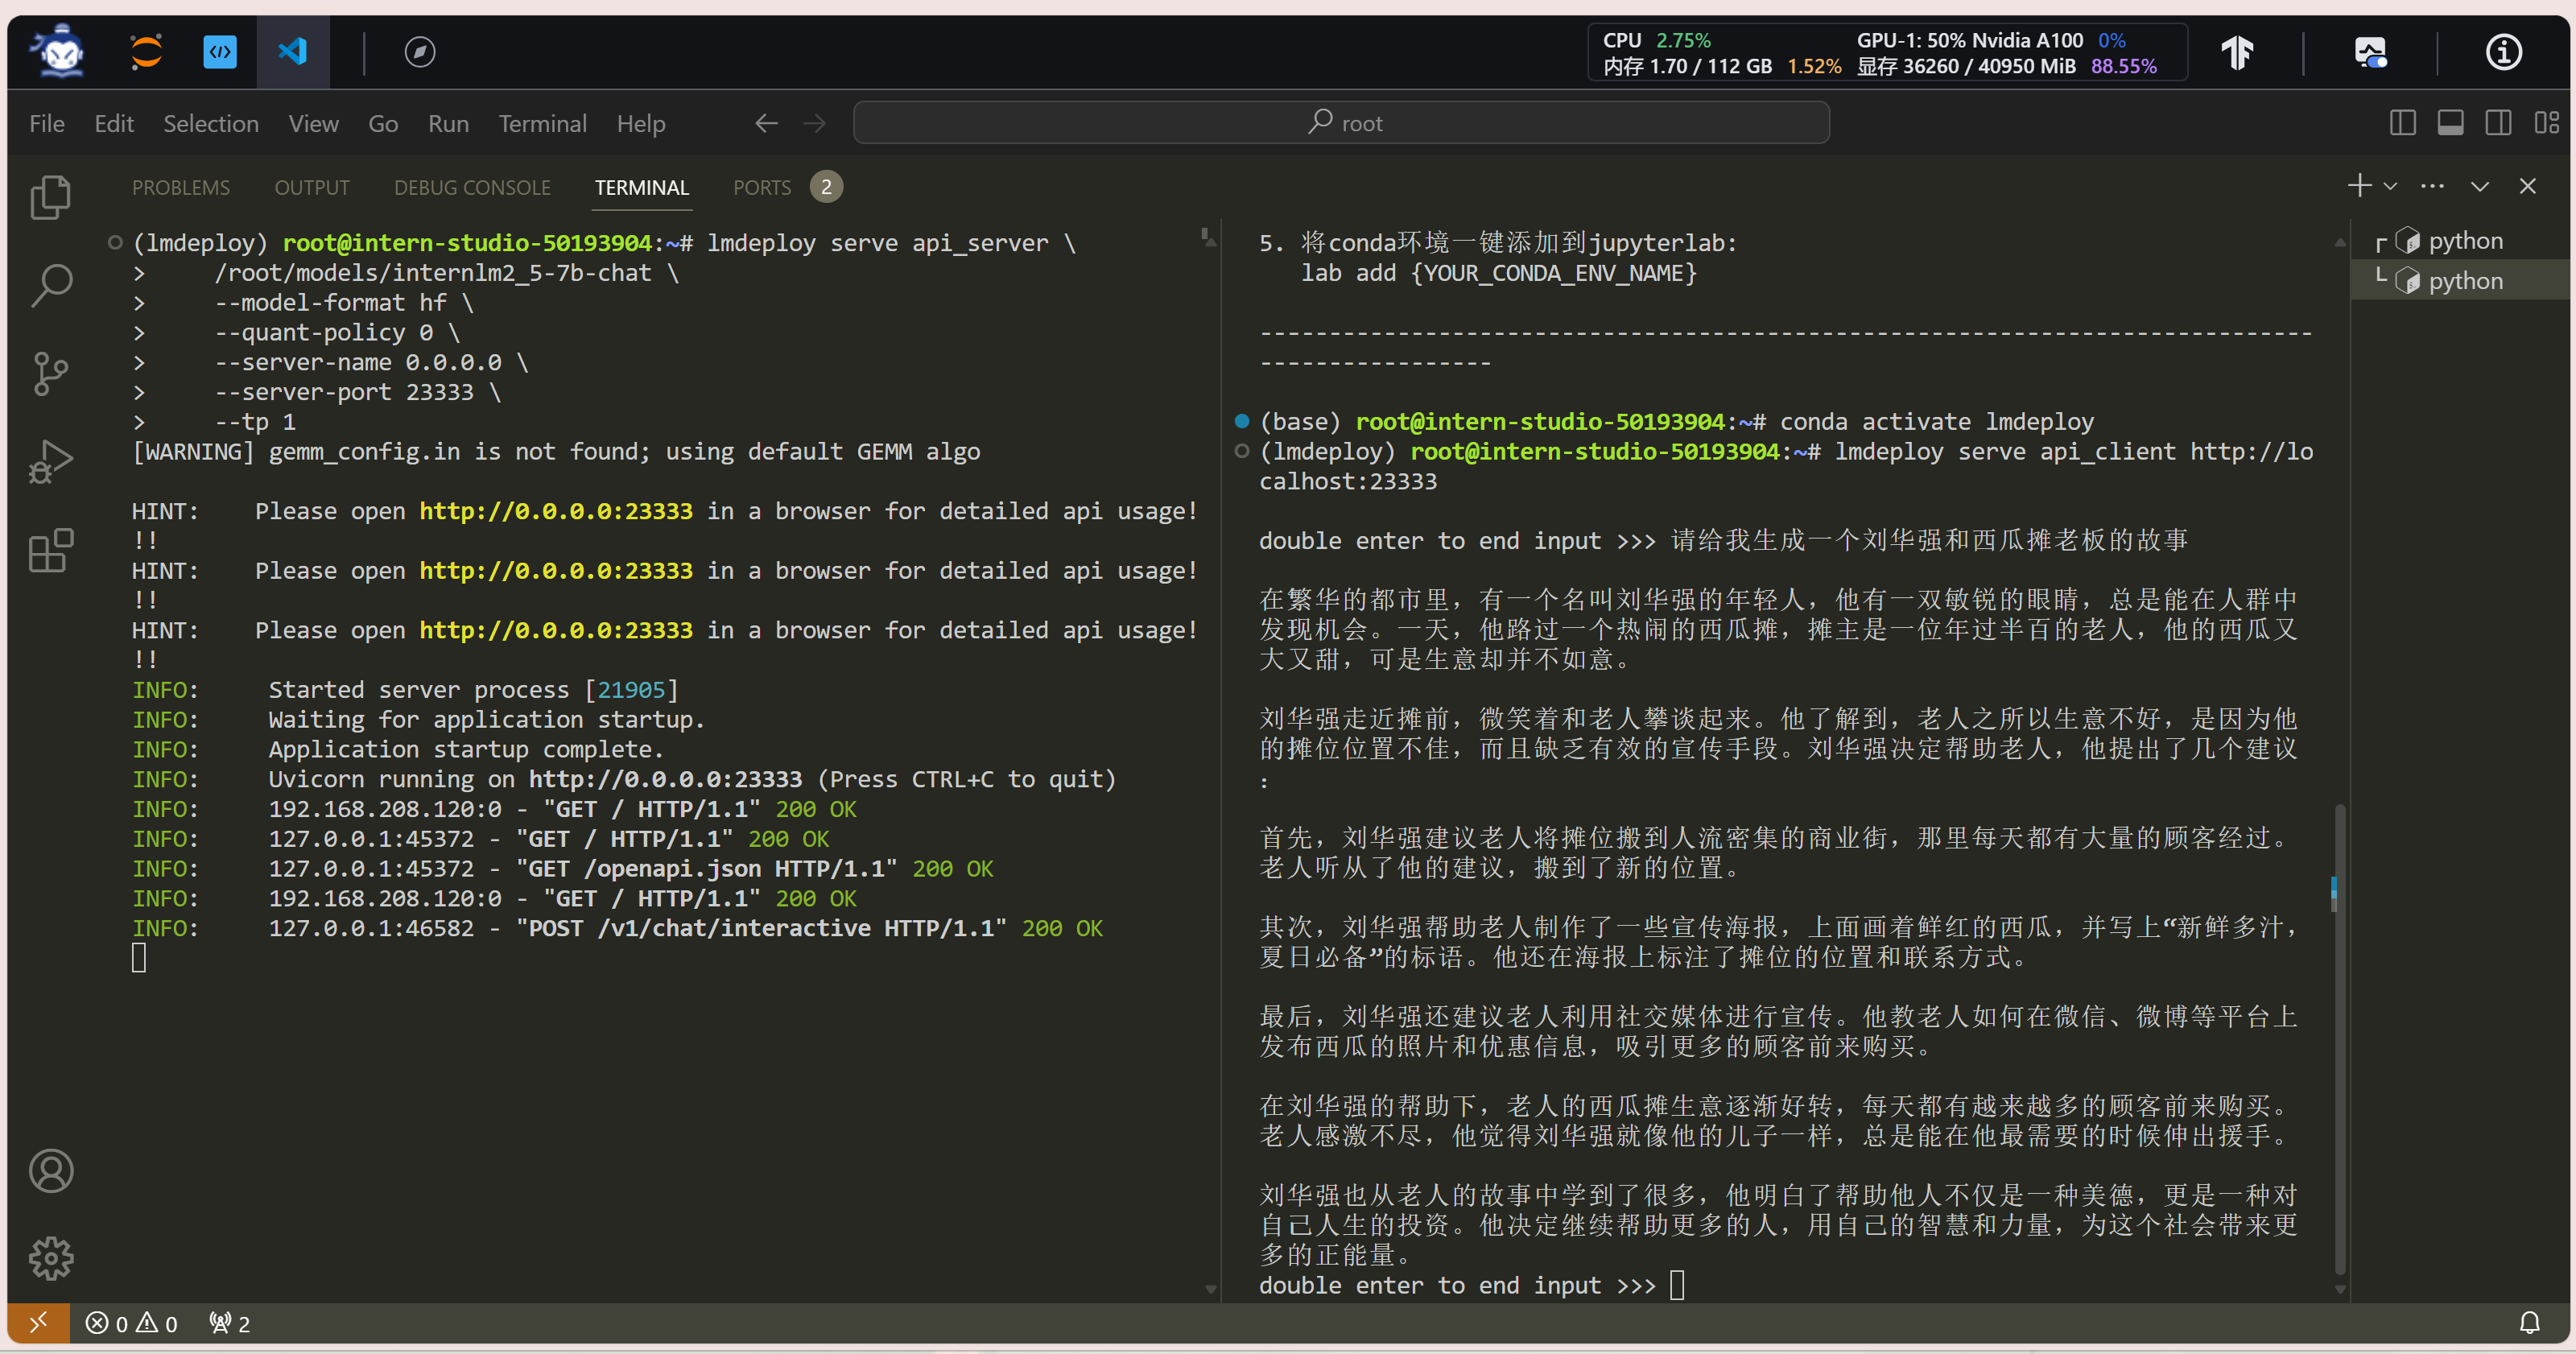 CPU 2.75% GPU-1: 50% Nvidia A100 0%
内存 1.70 / 112 GB 1.52% 显存 36260 / 40950 MiB 88.55%
File Edit Selection View Go Run Terminal Help root
PROBLEMS OUTPUT DEBUG CONSOLE TERMINAL PORTS 2
(lmdeploy) root@intern-studio-50193904:~# lmdeploy serve api_server \
> /root/models/internlm2_5-7b-chat \
> --model-format hf \
> --quant-policy 0 \
> --server-name 0.0.0.0 \
> --server-port 23333 \
> --tp 1
[WARNING] gemm_config.in is not found; using default GEMM algo
HINT: Please open http://0.0.0.0:23333 in a browser for detailed api usage!
!!
HINT: Please open http://0.0.0.0:23333 in a browser for detailed api usage!
!!
HINT: Please open http://0.0.0.0:23333 in a browser for detailed api usage!
!!
INFO: Started server process [21905]
INFO: Waiting for application startup.
INFO: Application startup complete.
INFO: Uvicorn running on http://0.0.0.0:23333 (Press CTRL+C to quit)
INFO: 192.168.208.120:0 - "GET / HTTP/1.1" 200 OK
INFO: 127.0.0.1:45372 - "GET / HTTP/1.1" 200 OK
INFO: 127.0.0.1:45372 - "GET /openapi.json HTTP/1.1" 200 OK
INFO: 192.168.208.120:0 - "GET / HTTP/1.1" 200 OK
INFO: 127.0.0.1:46582 - "POST /v1/chat/interactive HTTP/1.1" 200 OK
5. 将conda环境一键添加到jupyterlab:
lab add {YOUR_CONDA_ENV_NAME}
-----------------------------------------------------------------------------
-----------------
(base) root@intern-studio-50193904:~# conda activate lmdeploy
(lmdeploy) root@intern-studio-50193904:~# lmdeploy serve api_client http://lo
calhost:23333
double enter to end input >>> 请给我生成一个刘华强和西瓜摊老板的故事
在繁华的都市里，有一个名叫刘华强的年轻人，他有一双敏锐的眼睛，总是能在人群中
发现机会。一天，他路过一个热闹的西瓜摊，摊主是一位年过半百的老人，他的西瓜又
大又甜，可是生意却并不如意。
刘华强走近摊前，微笑着和老人攀谈起来。他了解到，老人之所以生意不好，是因为他
的摊位位置不佳，而且缺乏有效的宣传手段。刘华强决定帮助老人，他提出了几个建议
：
首先，刘华强建议老人将摊位搬到人流密集的商业街，那里每天都有大量的顾客经过。
老人听从了他的建议，搬到了新的位置。
其次，刘华强帮助老人制作了一些宣传海报，上面画着鲜红的西瓜，并写上“新鲜多汁，
夏日必备”的标语。他还在海报上标注了摊位的位置和联系方式。
最后，刘华强还建议老人利用社交媒体进行宣传。他教老人如何在微信、微博等平台上
发布西瓜的照片和优惠信息，吸引更多的顾客前来购买。
在刘华强的帮助下，老人的西瓜摊生意逐渐好转，每天都有越来越多的顾客前来购买。
老人感激不尽，他觉得刘华强就像他的儿子一样，总是能在他最需要的时候伸出援手。
刘华强也从老人的故事中学到了很多，他明白了帮助他人不仅是一种美德，更是一种对
自己人生的投资。他决定继续帮助更多的人，用自己的智慧和力量，为这个社会带来更
多的正能量。
double enter to end input >>>
python
python
0 0 2